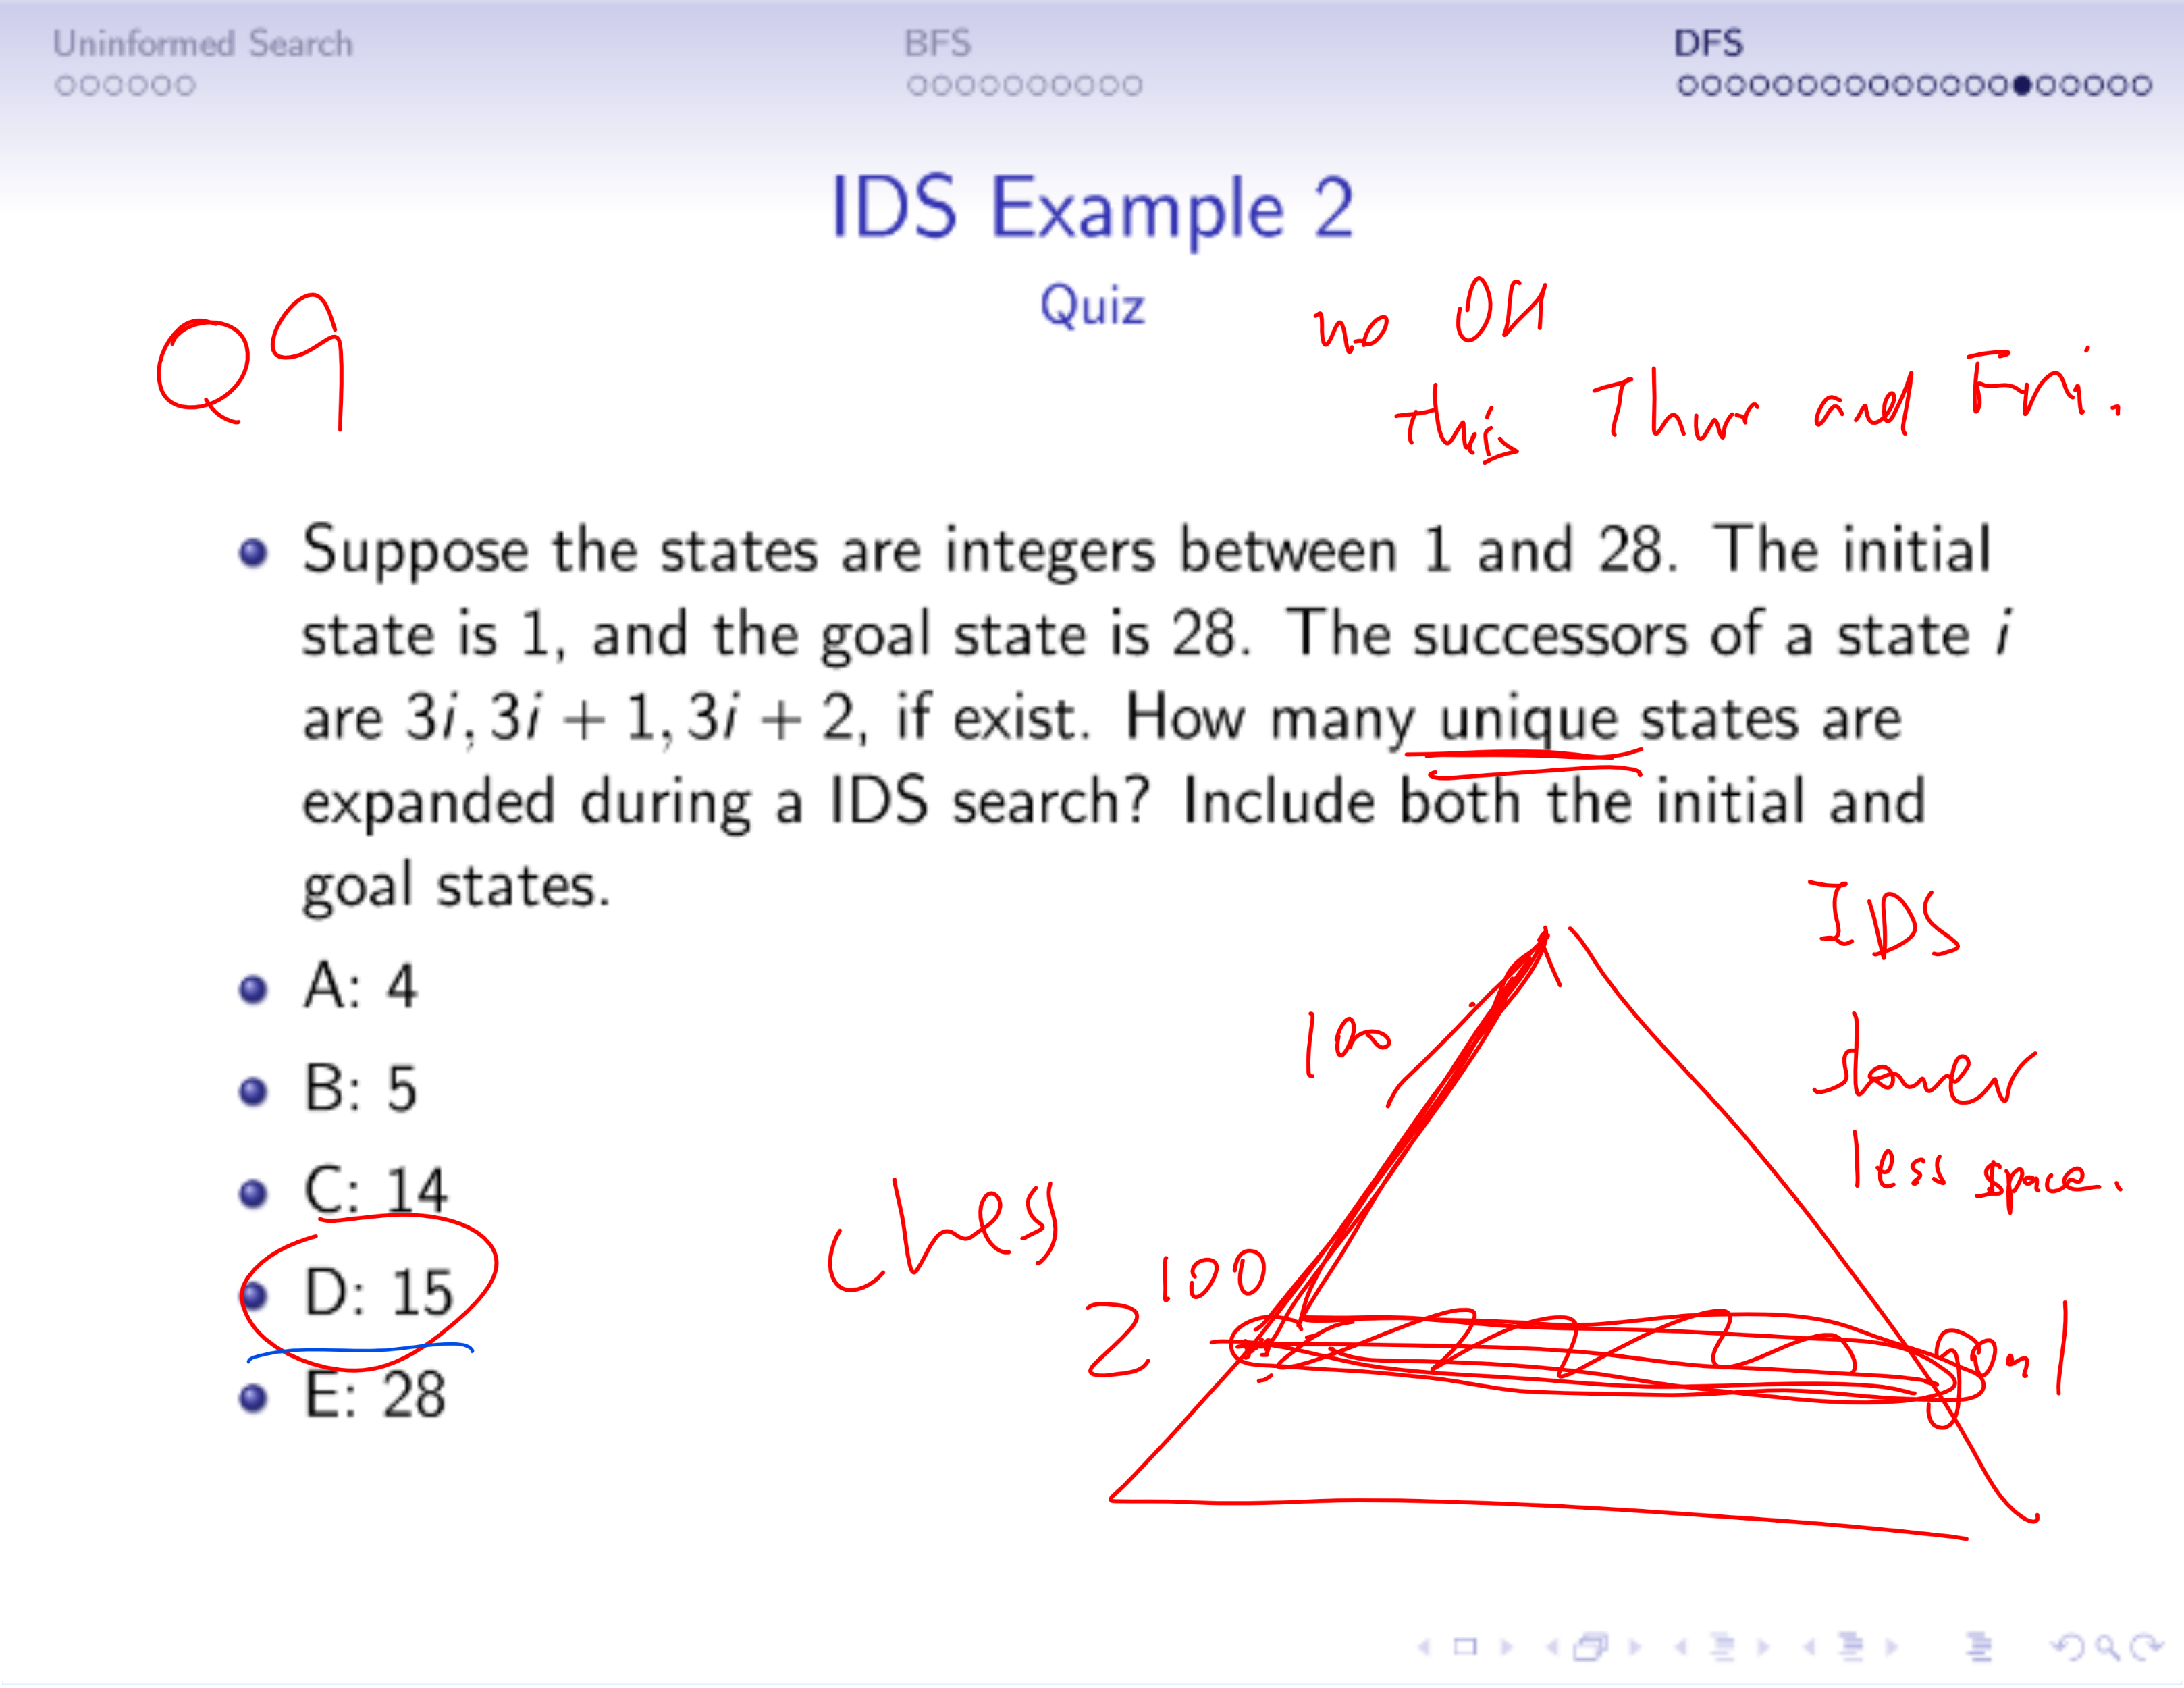 Uninformed Search BFS DFS
IDS Example 2
Quiz
Q9
no OH
this Thur and Fri.
Suppose the states are integers between 1 and 28. The initial
state is 1, and the goal state is 28. The successors of a state i
are 3i, 3i + 1, 3i + 2, if exist. How many unique states are
expanded during a IDS search? Include both the initial and
goal states.
A: 4
B: 5
C: 14
D: 15
E: 28
IDS
slower
less space.
100
chess
2^100
goal